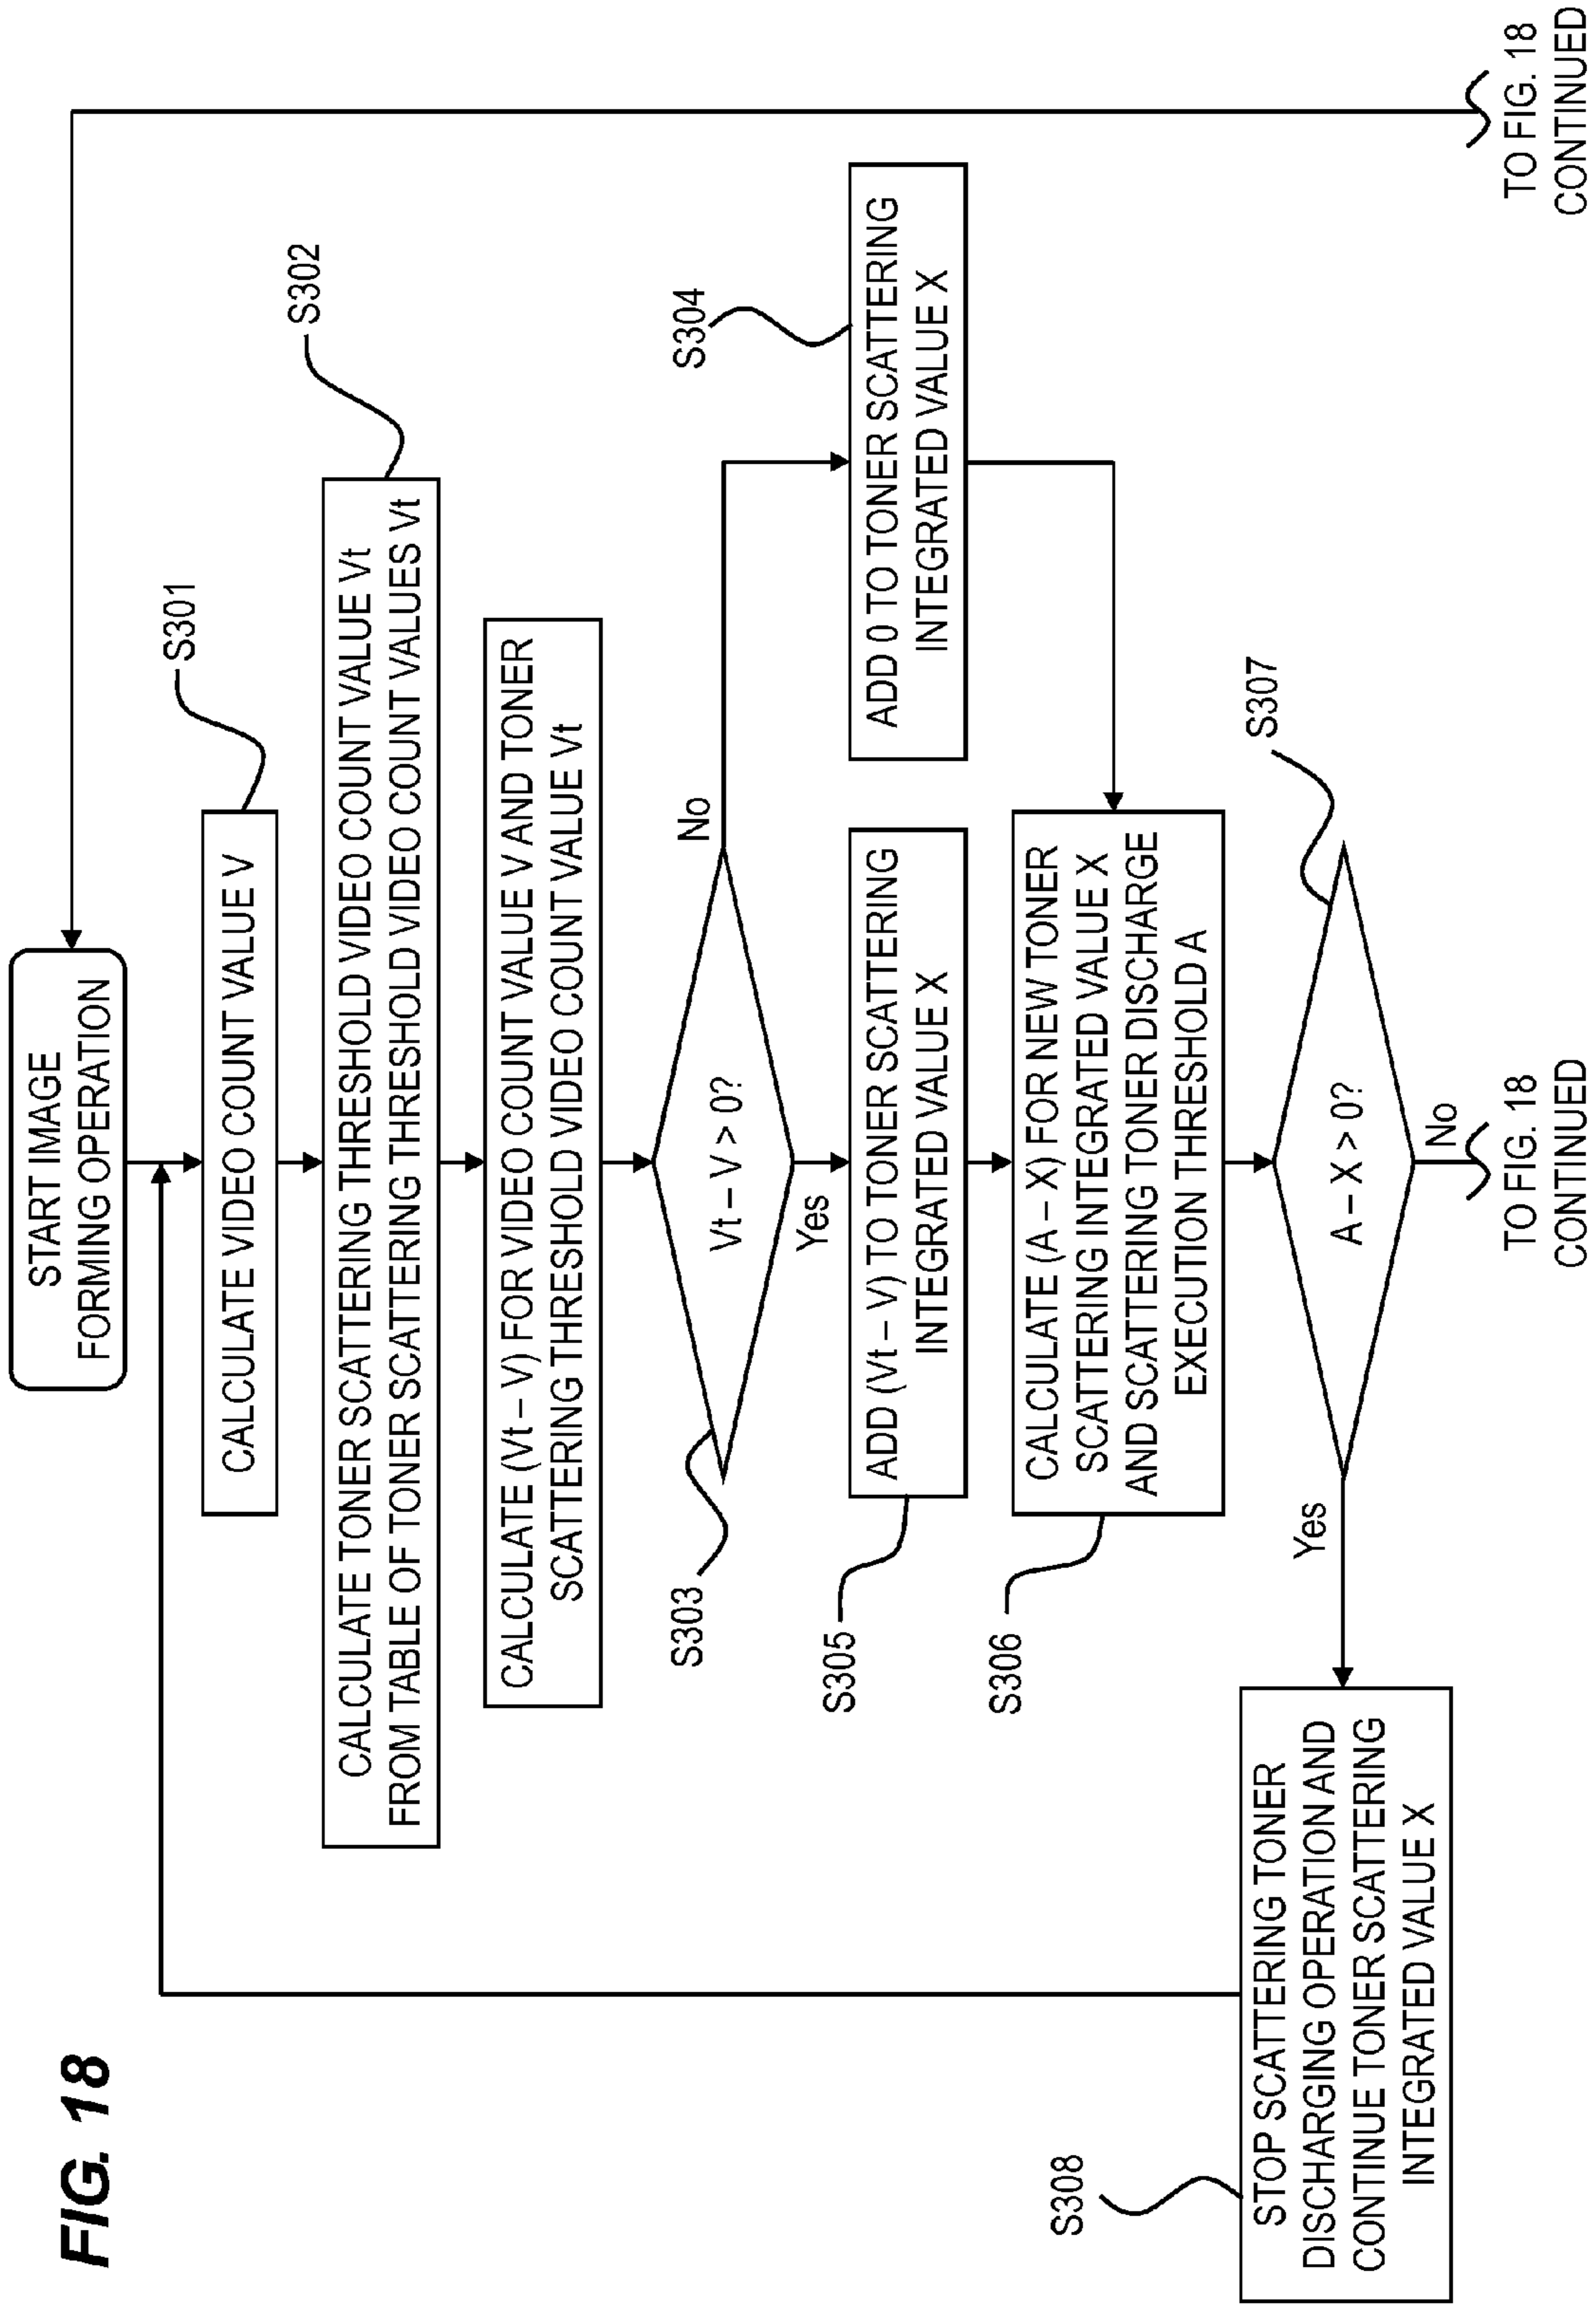 FIG. 18
START IMAGE
FORMING OPERATION
CALCULATE VIDEO COUNT VALUE V
S301
CALCULATE TONER SCATTERING THRESHOLD VIDEO COUNT VALUE Vt
FROM TABLE OF TONER SCATTERING THRESHOLD VIDEO COUNT VALUES Vt
S302
CALCULATE (Vt – V) FOR VIDEO COUNT VALUE V AND TONER
SCATTERING THRESHOLD VIDEO COUNT VALUE Vt
S303
Vt – V > 0?
No
Yes
S304
ADD 0 TO TONER SCATTERING
INTEGRATED VALUE X
S305
ADD (Vt – V) TO TONER SCATTERING
INTEGRATED VALUE X
S306
CALCULATE (A – X) FOR NEW TONER
SCATTERING INTEGRATED VALUE X
AND SCATTERING TONER DISCHARGE
EXECUTION THRESHOLD A
S307
A – X > 0?
Yes
No
S308
STOP SCATTERING TONER
DISCHARGING OPERATION AND
CONTINUE TONER SCATTERING
INTEGRATED VALUE X
TO FIG. 18
CONTINUED
TO FIG. 18
CONTINUED